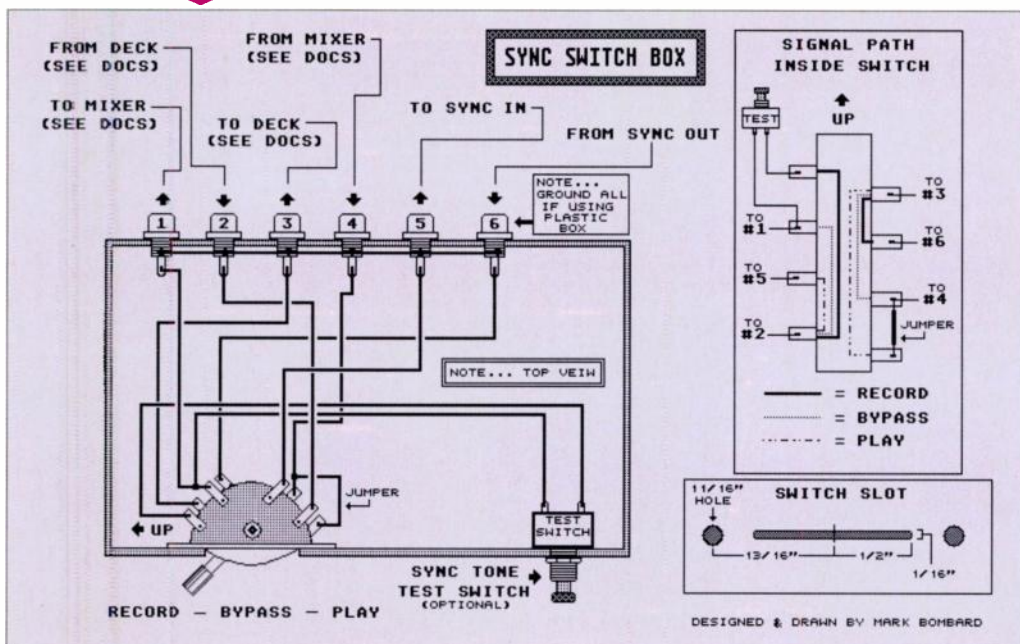 FROM DECK
(SEE DOCS)
TO MIXER
(SEE DOCS)
FROM MIXER
(SEE DOCS)
TO DECK
(SEE DOCS)
SYNC SWITCH BOX
TO SYNC IN
FROM SYNC OUT
NOTE...
GROUND ALL
IF USING
PLASTIC
BOX
1 2 3 4 5 6
NOTE... TOP VEIW
JUMPER
UP
TEST
SWITCH
SYNC TONE
TEST SWITCH
(OPTIONAL)
RECORD – BYPASS – PLAY
SIGNAL PATH
INSIDE SWITCH
TEST
UP
TO
#1
TO
#5
TO
#2
TO
#3
TO
#6
TO
#4
JUMPER
= RECORD
= BYPASS
= PLAY
SWITCH SLOT
11/16"
HOLE
13/16"
1/2"
1/16"
DESIGNED & DRAWN BY MARK BOMBARD